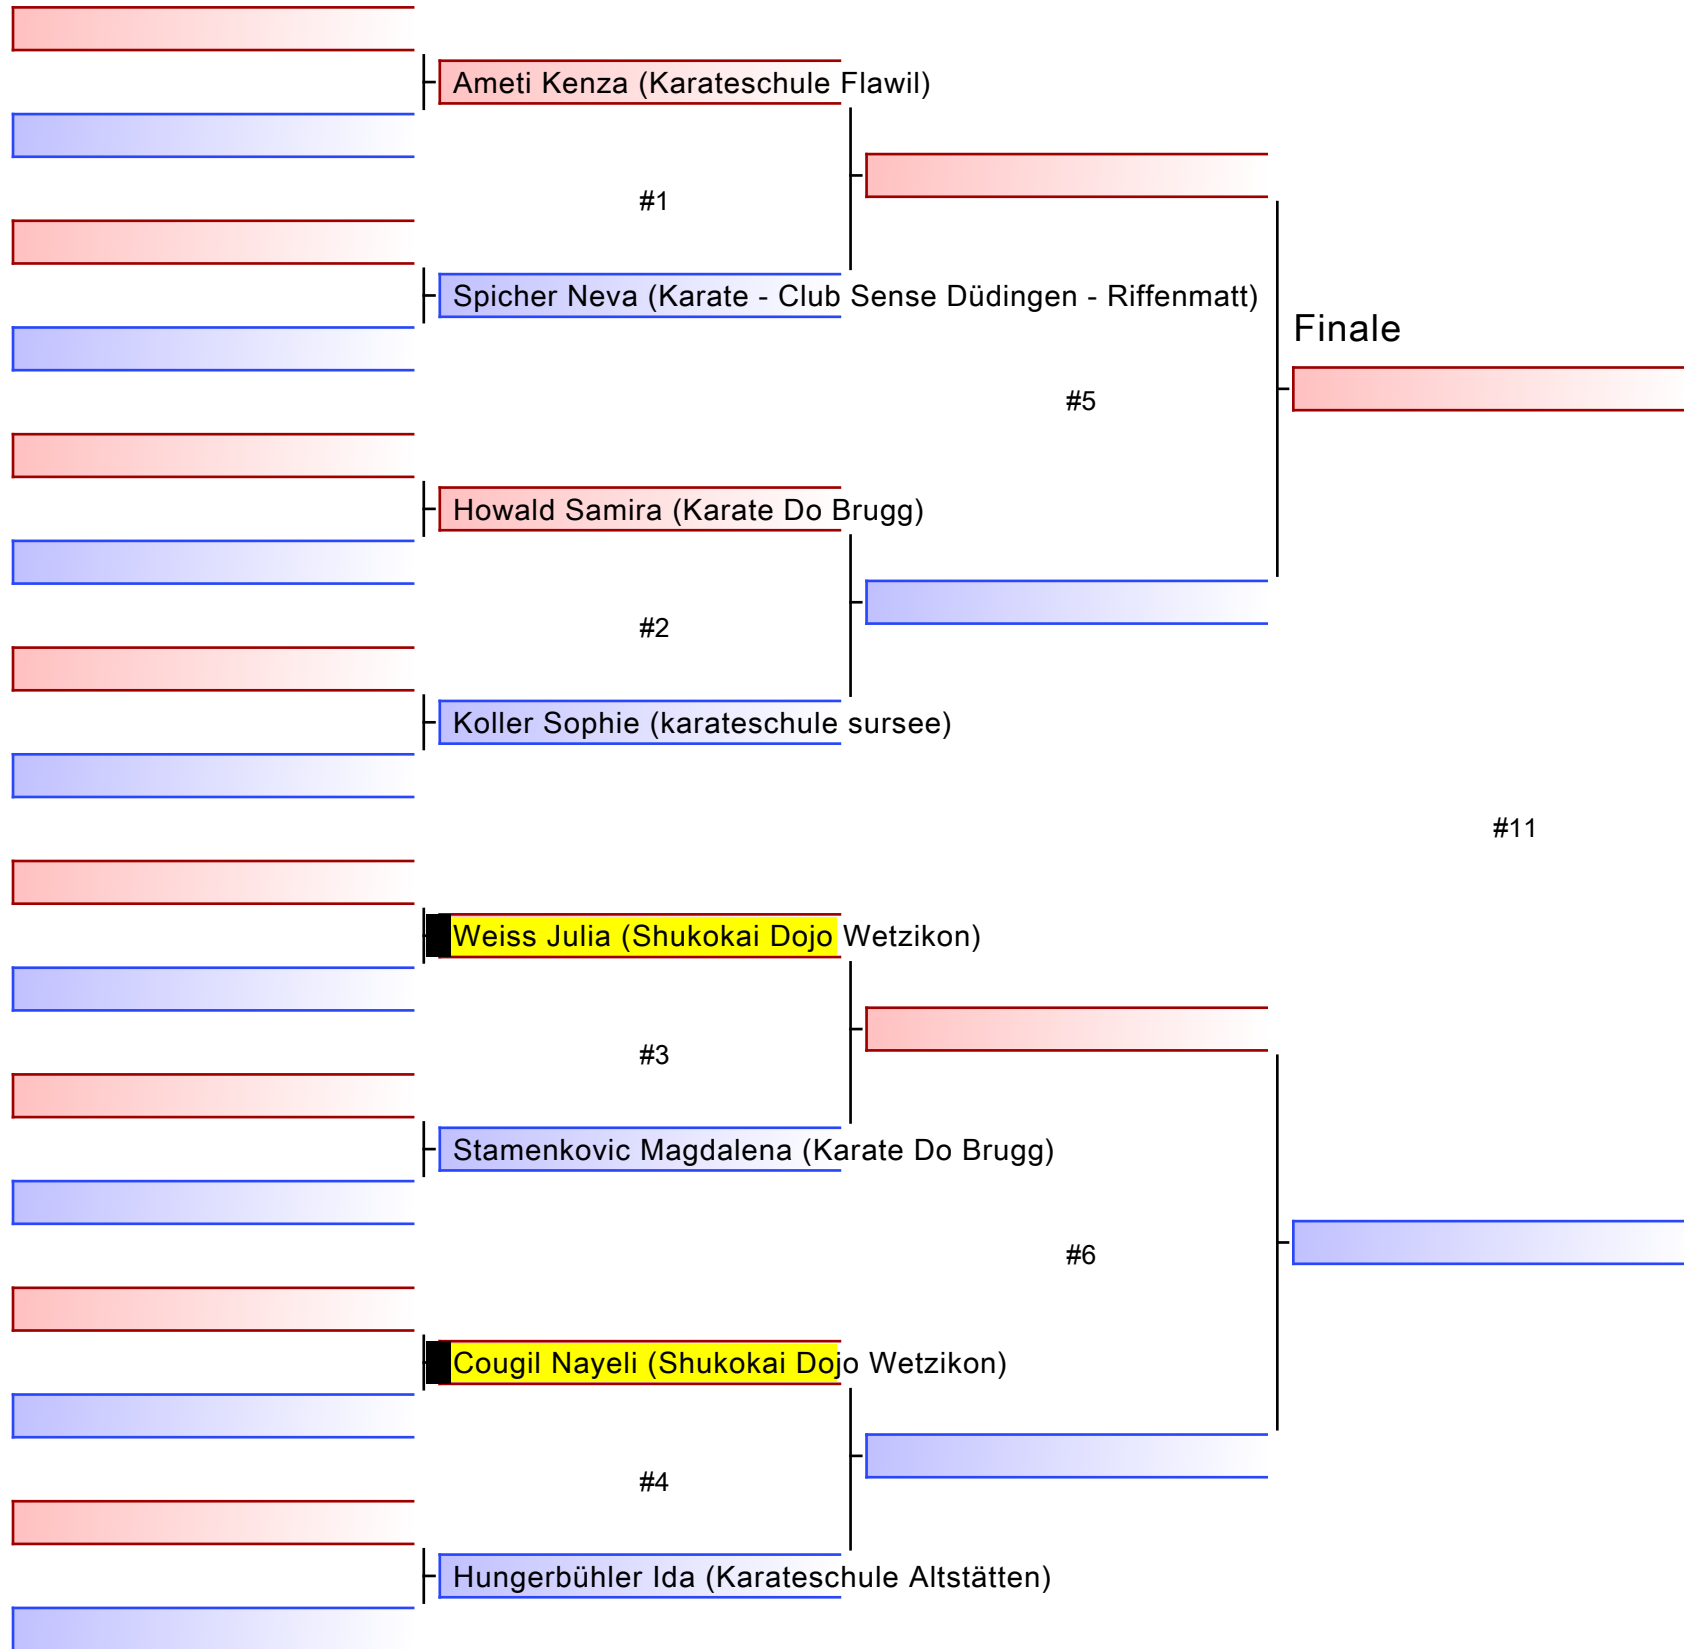 Ameti Kenza (Karateschule Flawil)
#1
Spicher Neva (Karate - Club Sense Düdingen - Riffenmatt)
Finale
#5
Howald Samira (Karate Do Brugg)
#2
Koller Sophie (karateschule sursee)
#11
Weiss Julia (Shukokai Dojo Wetzikon)
#3
Stamenkovic Magdalena (Karate Do Brugg)
#6
Cougil Nayeli (Shukokai Dojo Wetzikon)
#4
Hungerbühler Ida (Karateschule Altstätten)